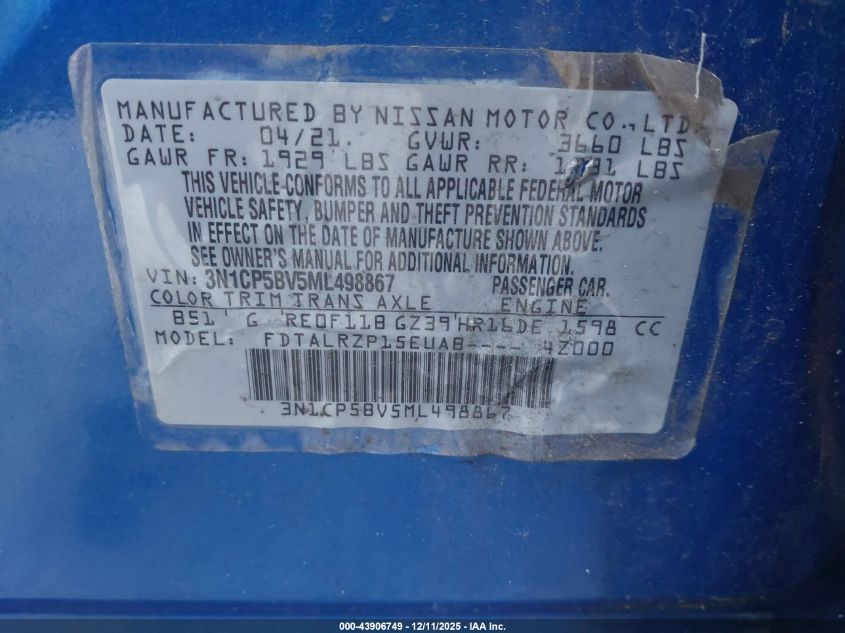 MANUFACTURED BY NISSAN MOTOR CO., LTD.
DATE: 04/21. GVWR: 3660 LBS
GAWR FR: 1929 LBS GAWR RR: LBS
THIS VEHICLE CONFORMS TO ALL APPLICABLE FEDERAL MOTOR
VEHICLE SAFETY, BUMPER AND THEFT PREVENTION STANDARDS
IN EFFECT ON THE DATE OF MANUFACTURE SHOWN ABOVE.
SEE OWNER'S MANUAL FOR ADDITIONAL INFORMATION.
VIN: 3N1CP5BV5ML498867 PASSENGER CAR.
COLOR TRIM TRANS AXLE ENGINE
B51 G RE0F11B GZ39 HR16DE 1598 CC
MODEL: FDTALRZP15EUAB---- 4Z000
3N1CP5BV5ML498867
000-43906749 - 12/11/2025 - IAA Inc.